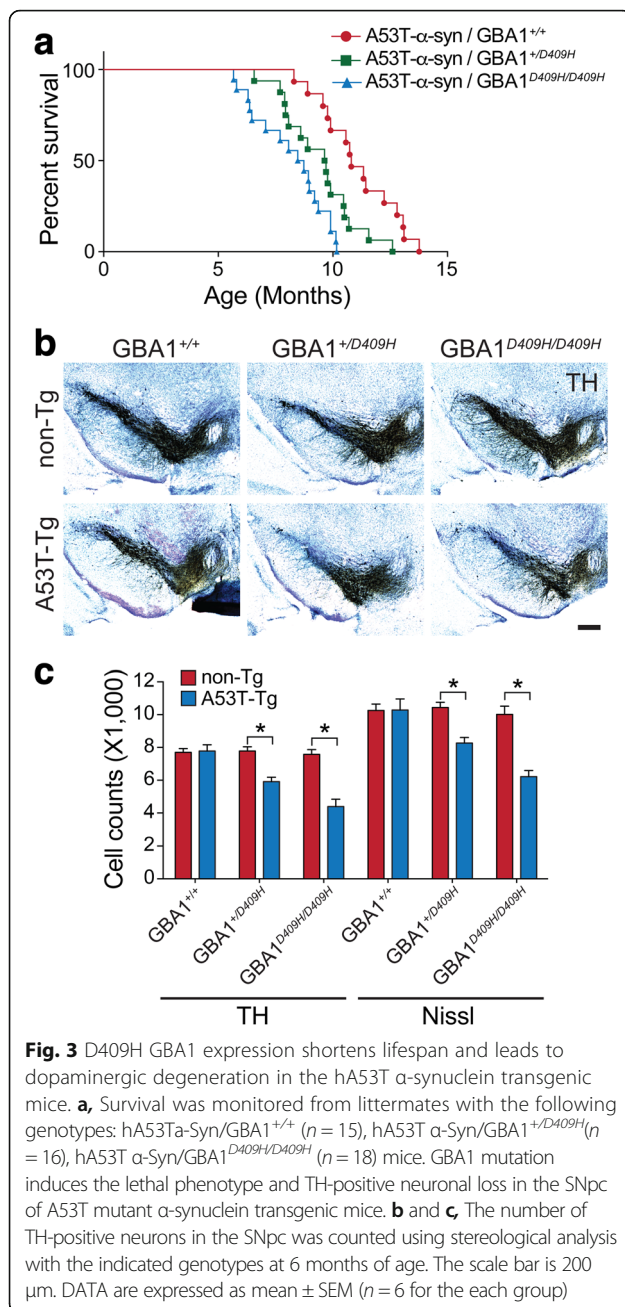 a
A53T-α-syn / GBA1+/+
A53T-α-syn / GBA1+/D409H
A53T-α-syn / GBA1D409H/D409H
Percent survival
100
50
0
0 5 10 15
Age (Months)
b
GBA1+/+ GBA1+/D409H GBA1D409H/D409H
TH
non-Tg
A53T-Tg
c
non-Tg
A53T-Tg
Cell counts (X1,000)
12
10
8
6
4
2
0
* * * *
GBA1+/+ GBA1+/D409H GBA1D409H/D409H GBA1+/+ GBA1+/D409H GBA1D409H/D409H
TH Nissl
Fig. 3 D409H GBA1 expression shortens lifespan and leads to
dopaminergic degeneration in the hA53T α-synuclein transgenic
mice. a, Survival was monitored from littermates with the following
genotypes: hA53Ta-Syn/GBA1+/+ (n = 15), hA53T α-Syn/GBA1+/D409H(n
= 16), hA53T α-Syn/GBA1D409H/D409H (n = 18) mice. GBA1 mutation
induces the lethal phenotype and TH-positive neuronal loss in the SNpc
of A53T mutant α-synuclein transgenic mice. b and c, The number of
TH-positive neurons in the SNpc was counted using stereological analysis
with the indicated genotypes at 6 months of age. The scale bar is 200
μm. DATA are expressed as mean ± SEM (n = 6 for the each group)